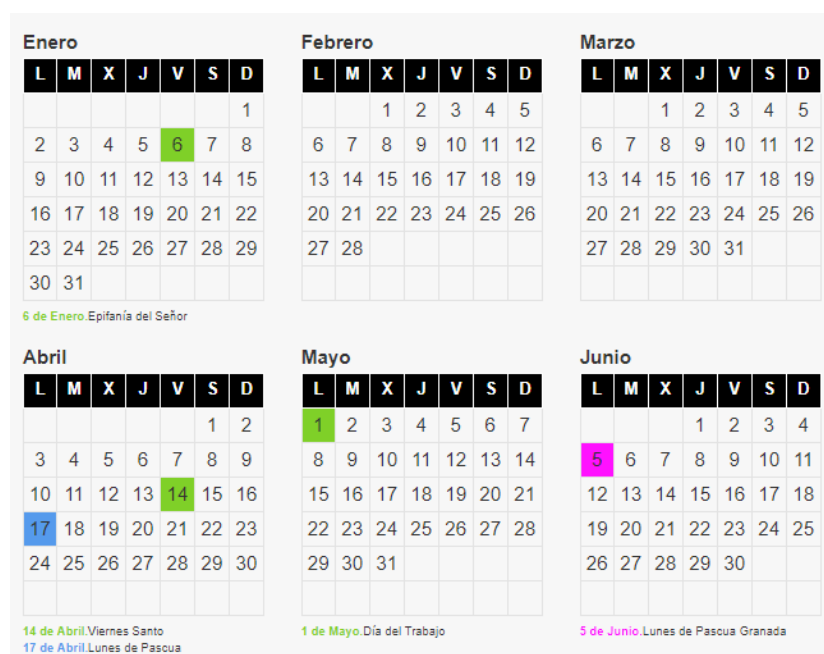 Enero
L M X J V S D
1
2 3 4 5 6 7 8
9 10 11 12 13 14 15
16 17 18 19 20 21 22
23 24 25 26 27 28 29
30 31
6 de Enero.Epifanía del Señor
Febrero
L M X J V S D
1 2 3 4 5
6 7 8 9 10 11 12
13 14 15 16 17 18 19
20 21 22 23 24 25 26
27 28
Marzo
L M X J V S D
1 2 3 4 5
6 7 8 9 10 11 12
13 14 15 16 17 18 19
20 21 22 23 24 25 26
27 28 29 30 31
Abril
L M X J V S D
1 2
3 4 5 6 7 8 9
10 11 12 13 14 15 16
17 18 19 20 21 22 23
24 25 26 27 28 29 30
14 de Abril.Viernes Santo
17 de Abril.Lunes de Pascua
Mayo
L M X J V S D
1 2 3 4 5 6 7
8 9 10 11 12 13 14
15 16 17 18 19 20 21
22 23 24 25 26 27 28
29 30 31
1 de Mayo.Día del Trabajo
Junio
L M X J V S D
1 2 3 4
5 6 7 8 9 10 11
12 13 14 15 16 17 18
19 20 21 22 23 24 25
26 27 28 29 30
5 de Junio.Lunes de Pascua Granada